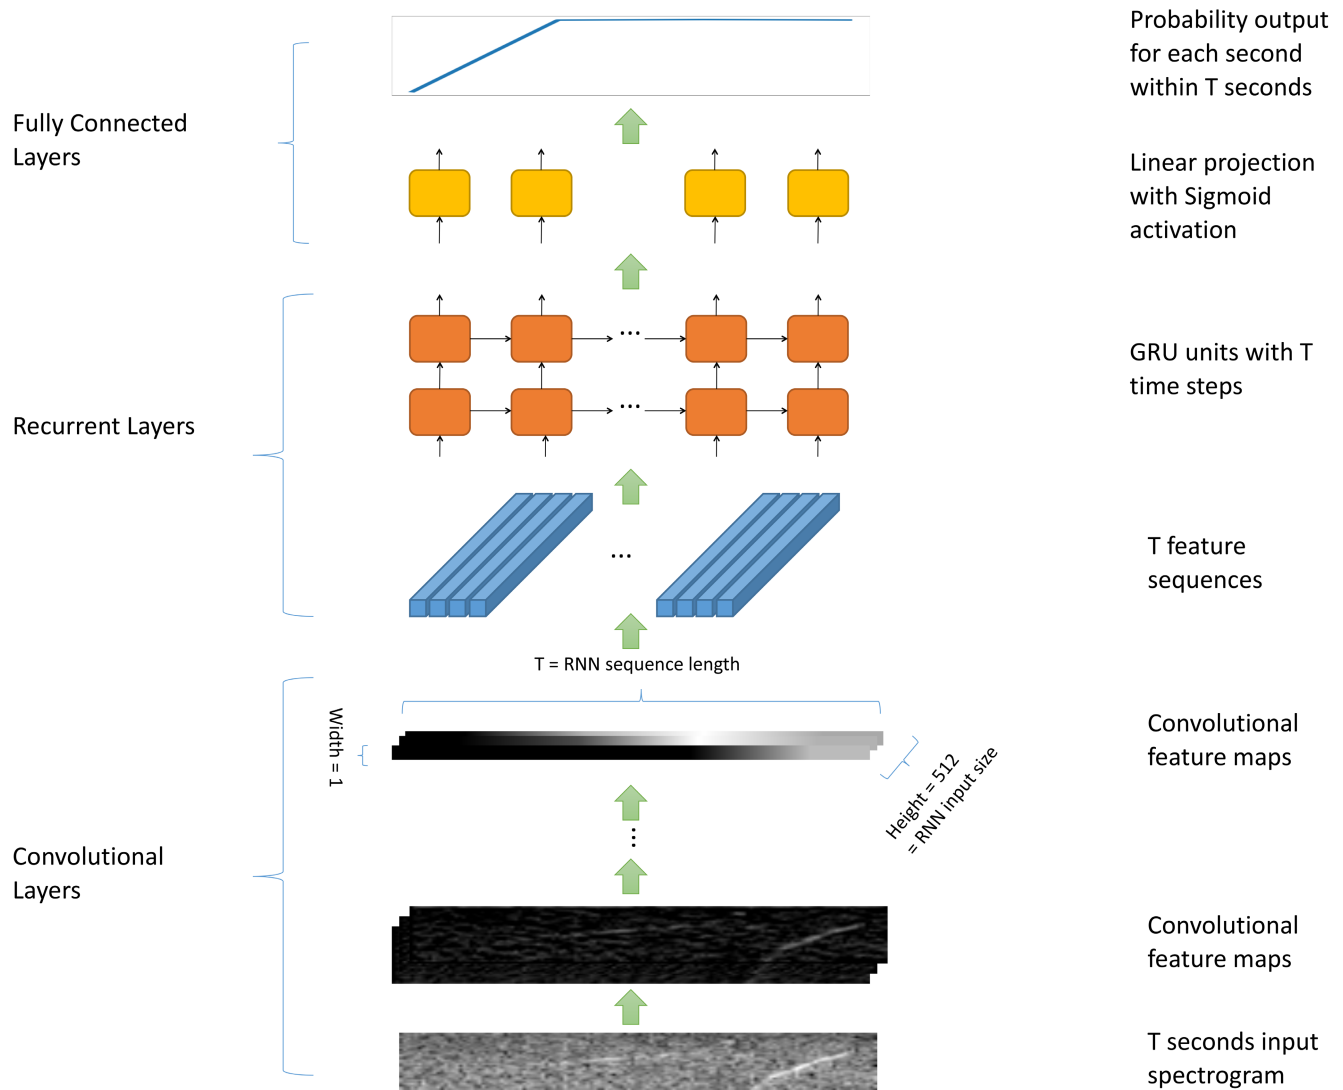 Probability output
for each second
within T seconds
Fully Connected
Layers
Linear projection
with Sigmoid
activation
GRU units with T
time steps
...
...
Recurrent Layers
T feature
sequences
...
T = RNN sequence length
Width = 1
Height = 512
= RNN input size
Convolutional
feature maps
...
Convolutional
Layers
Convolutional
feature maps
T seconds input
spectrogram